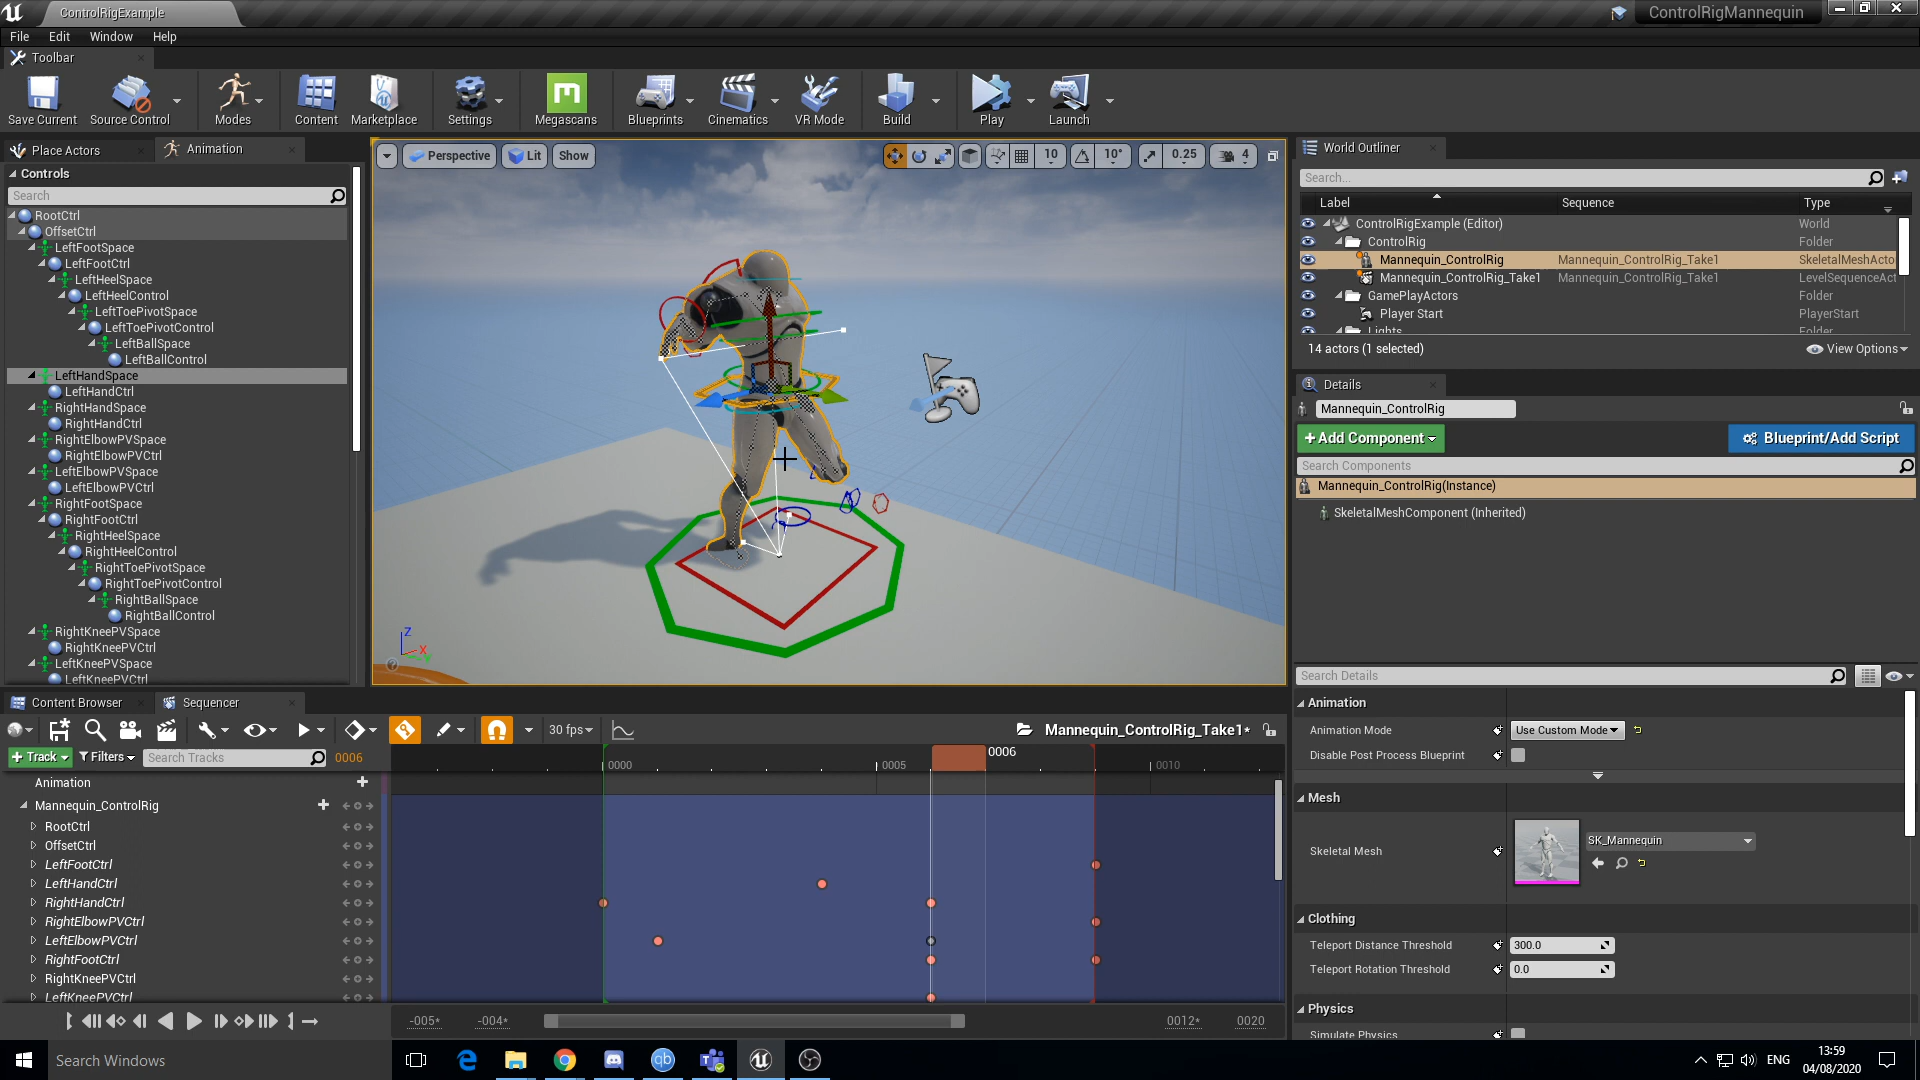 ControlRigExample
ControlRigMannequin
File Edit Window Help
Toolbar
Save Current Source Control Modes Content Marketplace Settings Megascans Blueprints Cinematics VR Mode Build Play Launch
Place Actors Animation
Controls
Search
RootCtrl
OffsetCtrl
LeftFootSpace
LeftFootCtrl
LeftHeelSpace
LeftHeelControl
LeftToePivotSpace
LeftToePivotControl
LeftBallSpace
LeftBallControl
LeftHandSpace
LeftHandCtrl
RightHandSpace
RightHandCtrl
RightElbowPVSpace
RightElbowPVCtrl
LeftElbowPVSpace
LeftElbowPVCtrl
RightFootSpace
RightFootCtrl
RightHeelSpace
RightHeelControl
RightToePivotSpace
RightToePivotControl
RightBallSpace
RightBallControl
RightKneePVSpace
RightKneePVCtrl
LeftKneePVSpace
LeftKneePVCtrl
Perspective Lit Show 10 10° 0.25 4
Z
X
Y
World Outliner
Search...
Label Sequence Type
ControlRigExample (Editor) World
ControlRig Folder
Mannequin_ControlRig Mannequin_ControlRig_Take1 SkeletalMeshActo
Mannequin_ControlRig_Take1 Mannequin_ControlRig_Take1 LevelSequenceAct
GamePlayActors Folder
Player Start PlayerStart
Lights Folder
14 actors (1 selected) View Options
Details
Mannequin_ControlRig
+ Add Component Blueprint/Add Script
Search Components
Mannequin_ControlRig(Instance)
SkeletalMeshComponent (Inherited)
Search Details
Animation
Animation Mode Use Custom Mode
Disable Post Process Blueprint
Mesh
Skeletal Mesh SK_Mannequin
Clothing
Teleport Distance Threshold 300.0
Teleport Rotation Threshold 0.0
Physics
Simulate Physics
Content Browser Sequencer
30 fps Mannequin_ControlRig_Take1*
+ Track Filters Search Tracks 0006
0000 0005 0006 0010
Animation
Mannequin_ControlRig
RootCtrl
OffsetCtrl
LeftFootCtrl
LeftHandCtrl
RightHandCtrl
RightElbowPVCtrl
LeftElbowPVCtrl
RightFootCtrl
RightKneePVCtrl
LeftKneePVCtrl
-005* -004* 0012* 0020
Search Windows
ENG
13:59
04/08/2020